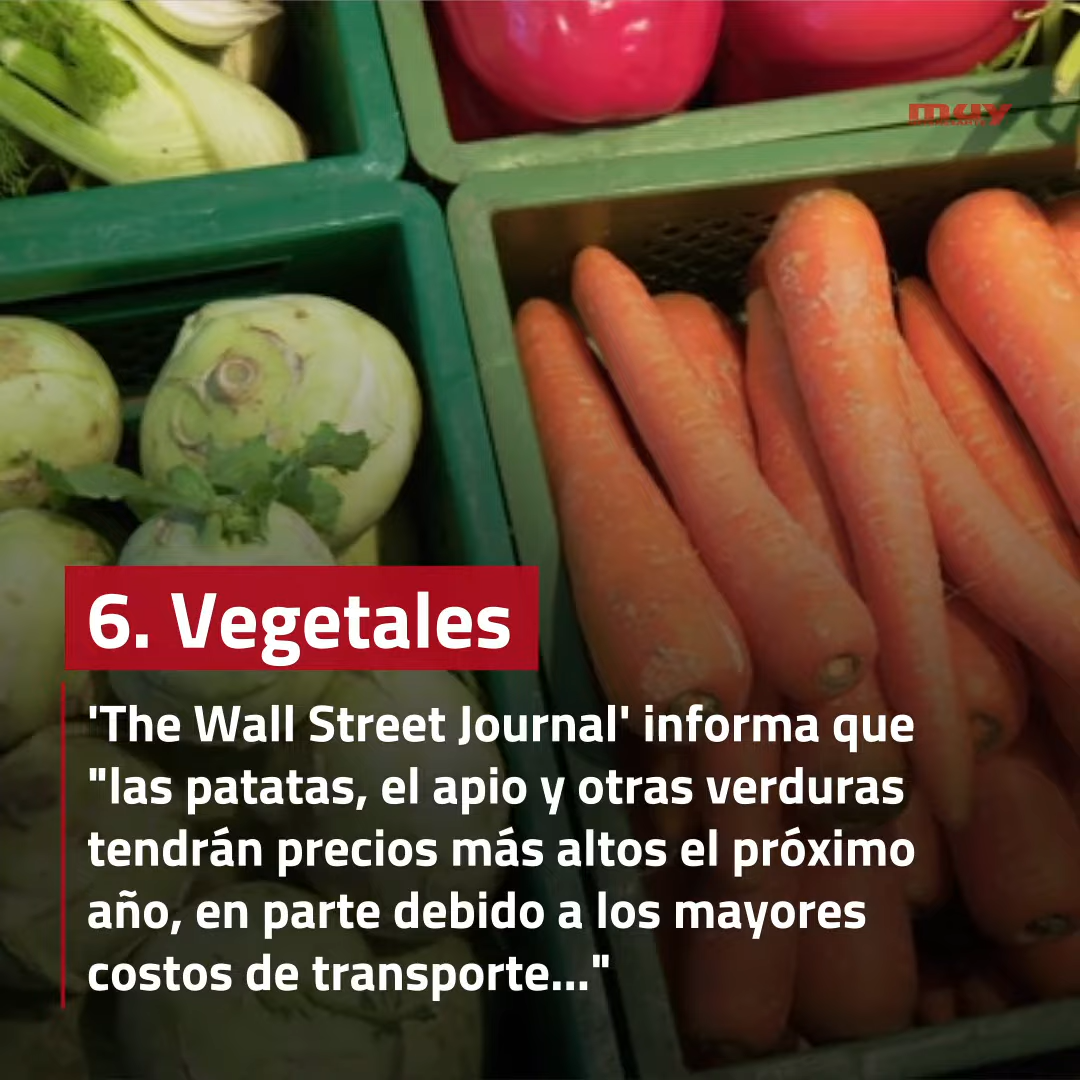 muy
6. Vegetales
'The Wall Street Journal' informa que
"las patatas, el apio y otras verduras
tendrán precios más altos el próximo
año, en parte debido a los mayores
costos de transporte..."